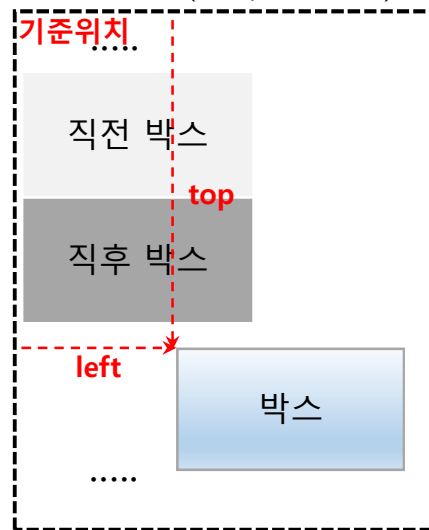 기준위치
.....
직전 박스
top
직후 박스
left
박스
.....